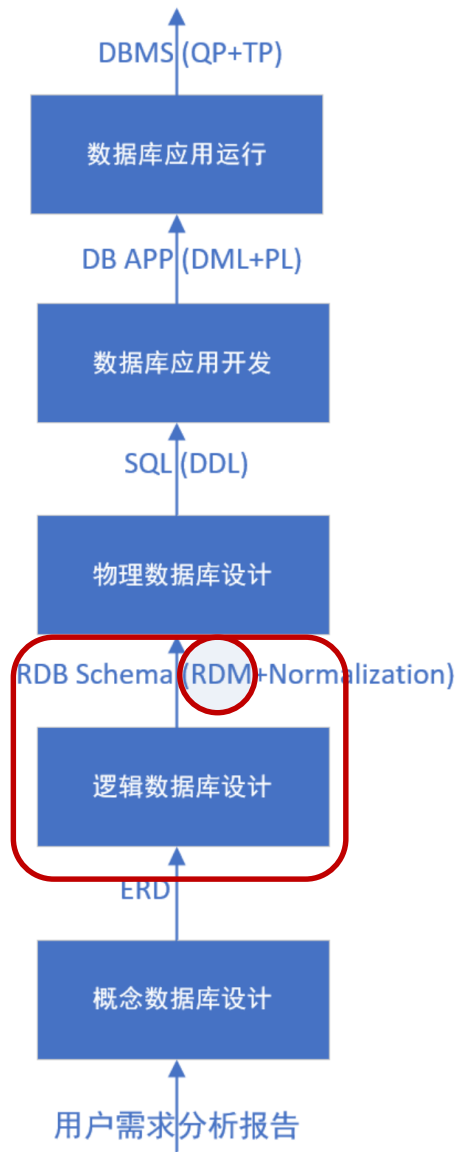 DBMS (QP+TP)
数据库应用运行
DB APP (DML+PL)
数据库应用开发
SQL (DDL)
物理数据库设计
RDB Schema (RDM+Normalization)
逻辑数据库设计
ERD
概念数据库设计
用户需求分析报告